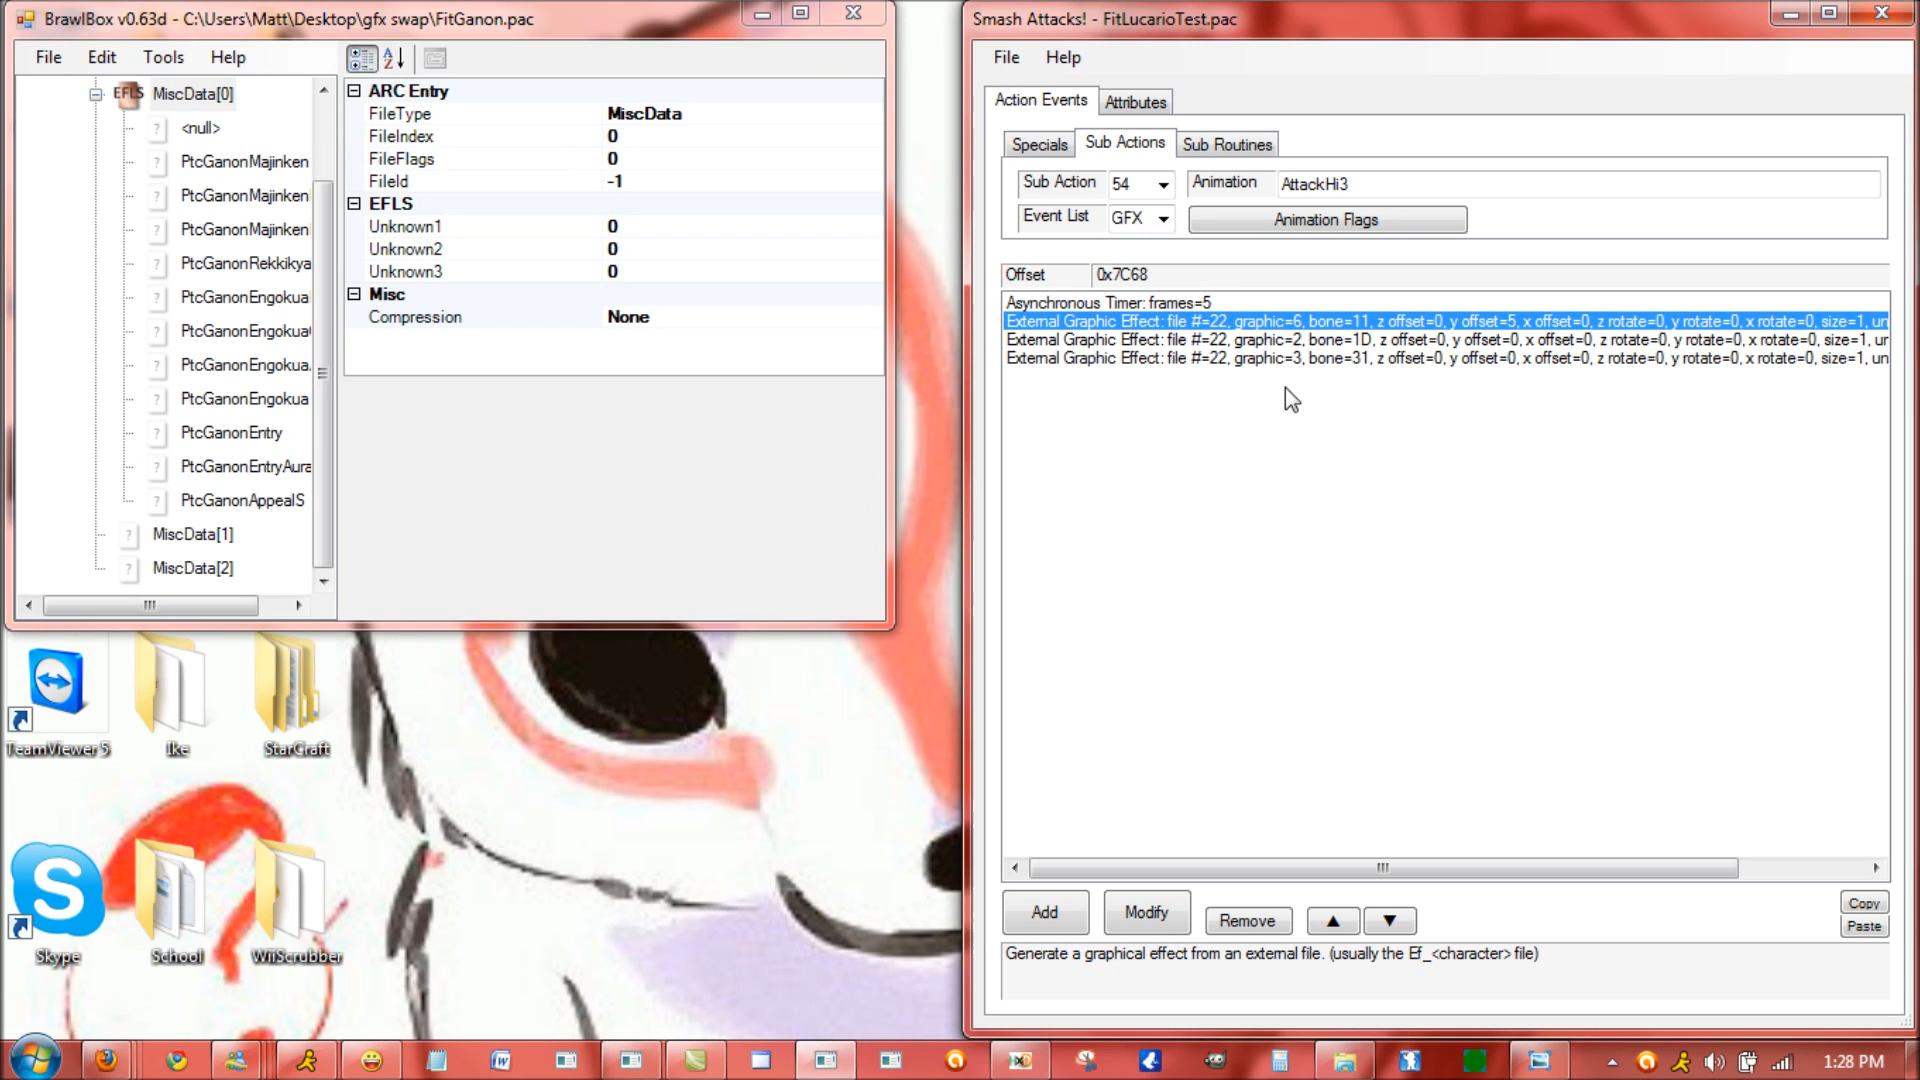 BrawlBox v0.63d - C:\Users\Matt\Desktop\gfx swap\FitGanon.pac
File Edit Tools Help
EFLS MiscData[0]
<null>
PtcGanonMajinken
PtcGanonMajinken
PtcGanonMajinken
PtcGanonRekkikya
PtcGanonEngokua
PtcGanonEngokua
PtcGanonEngokua
PtcGanonEngokua
PtcGanonEntry
PtcGanonEntryAura
PtcGanonAppealS
MiscData[1]
MiscData[2]
ARC Entry
FileType MiscData
FileIndex 0
FileFlags 0
FileId -1
EFLS
Unknown1 0
Unknown2 0
Unknown3 0
Misc
Compression None
TeamViewer 5
Ike
StarCraft
Skype
School
WiiScrubber
Smash Attacks! - FitLucarioTest.pac
File Help
Action Events Attributes
Specials Sub Actions Sub Routines
Sub Action 54 Animation AttackHi3
Event List GFX Animation Flags
Offset 0x7C68
Asynchronous Timer: frames=5
External Graphic Effect: file #=22, graphic=6, bone=11, z offset=0, y offset=5, x offset=0, z rotate=0, y rotate=0, x rotate=0, size=1, un
External Graphic Effect: file #=22, graphic=2, bone=1D, z offset=0, y offset=0, x offset=0, z rotate=0, y rotate=0, x rotate=0, size=1, ur
External Graphic Effect: file #=22, graphic=3, bone=31, z offset=0, y offset=0, x offset=0, z rotate=0, y rotate=0, x rotate=0, size=1, un
Add Modify Remove Copy
Paste
Generate a graphical effect from an external file. (usually the Ef_<character> file)
1:28 PM